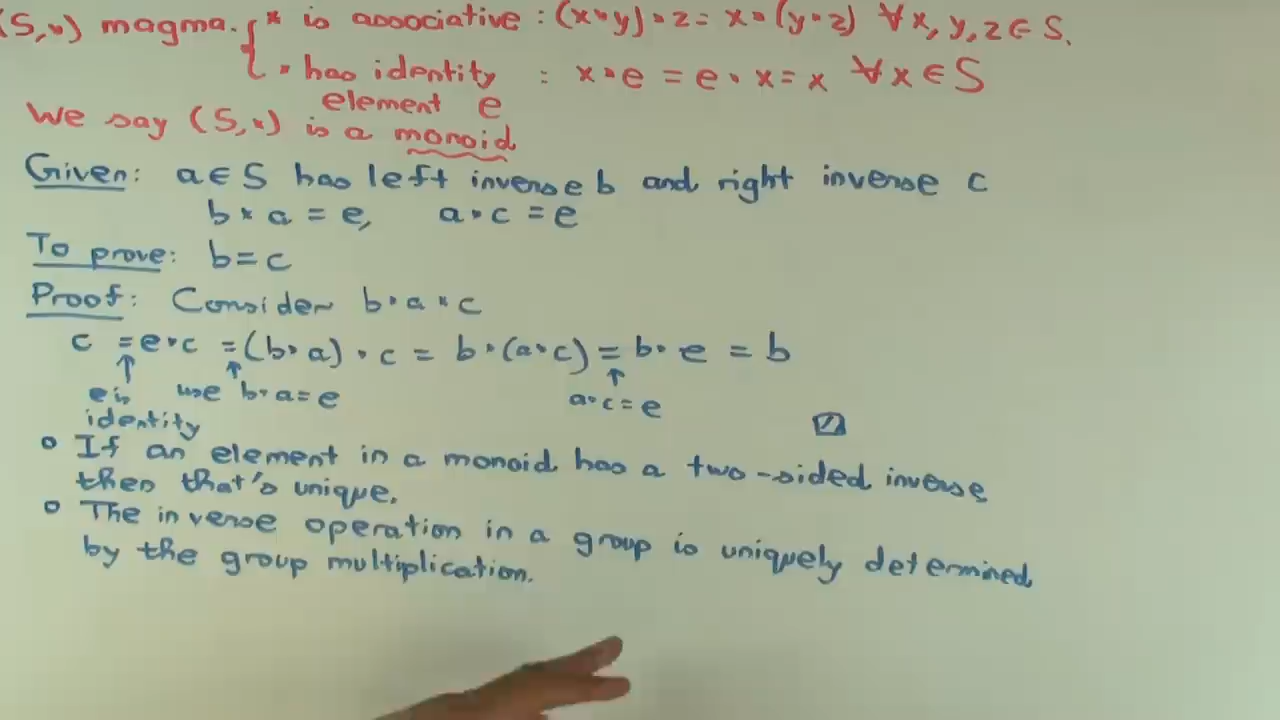 (S,*) magma. { * is associative : (x*y)*z = x*(y*z) ∀x,y,z∈S.
* has identity element e : x*e = e*x = x ∀x∈S
We say (S,*) is a monoid
Given: a∈S has left inverse b and right inverse c
b*a = e, a*c = e
To prove: b=c
Proof: Consider b*a*c
c = e*c = (b*a)*c = b*(a*c) = b*e = b
↑ ↑ ↑
e is identity use b*a=e a*c=e
▨
○ If an element in a monoid has a two-sided inverse
then that's unique.
○ The inverse operation in a group is uniquely determined
by the group multiplication.